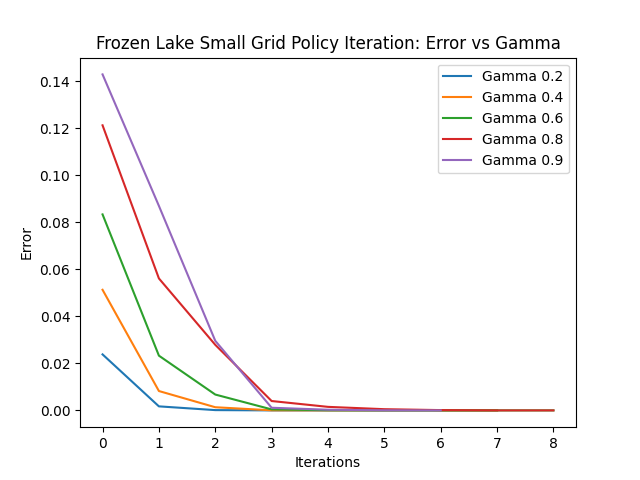 Frozen Lake Small Grid Policy Iteration: Error vs Gamma
Gamma 0.2
Gamma 0.4
Gamma 0.6
Gamma 0.8
Gamma 0.9
Error
0.14
0.12
0.10
0.08
0.06
0.04
0.02
0.00
0 1 2 3 4 5 6 7 8
Iterations